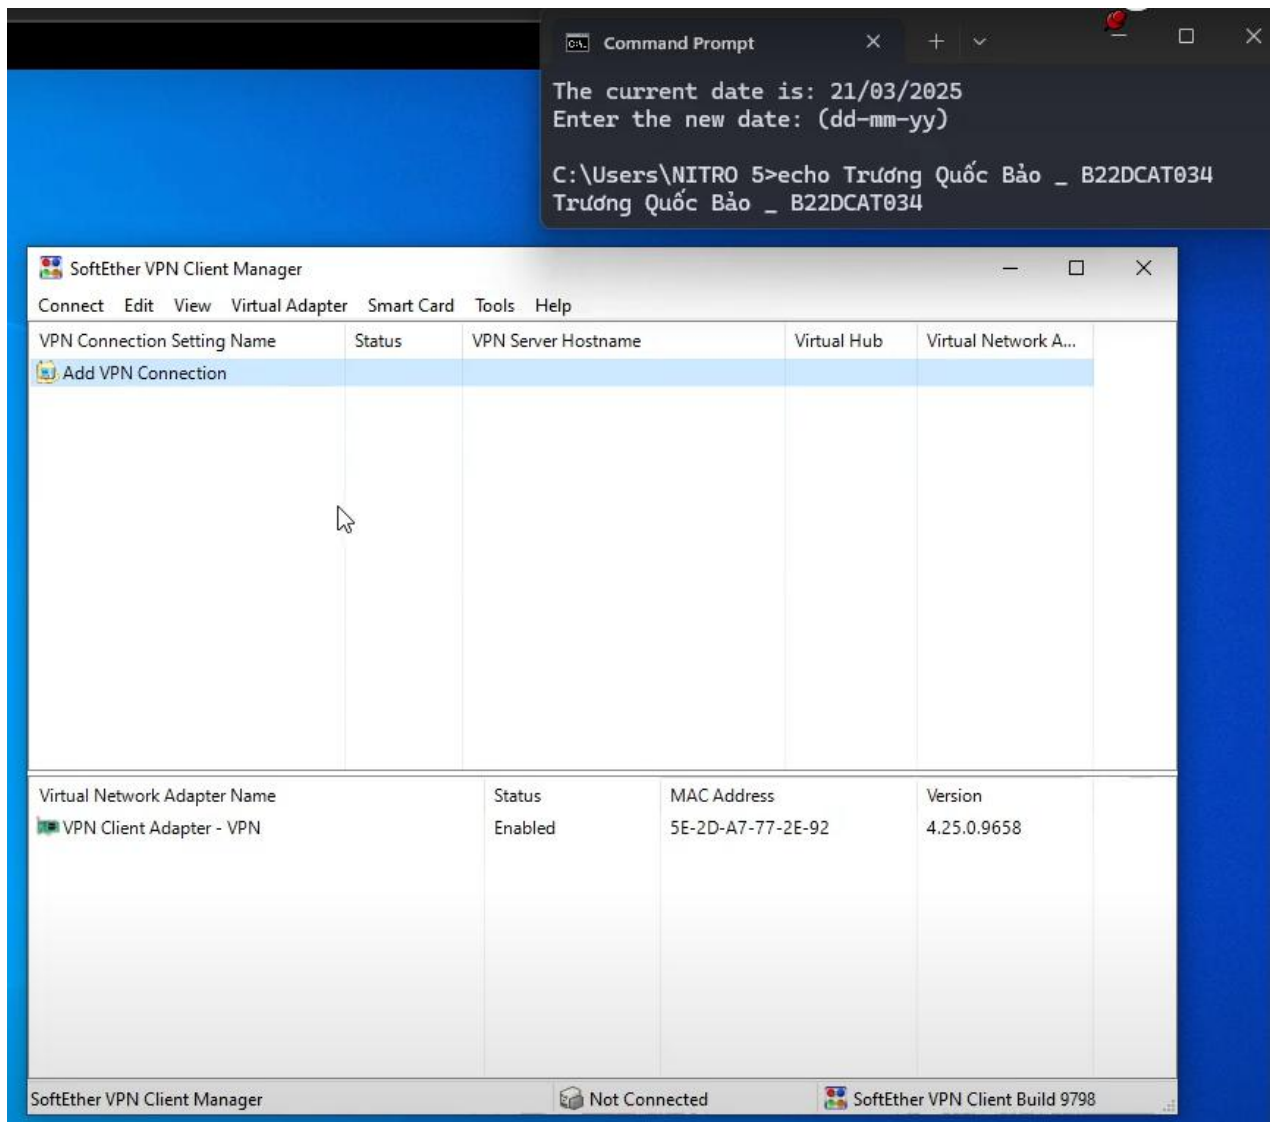 Command Prompt
The current date is: 21/03/2025
Enter the new date: (dd-mm-yy)
C:\Users\NITRO 5>echo Trương Quốc Bảo _ B22DCAT034
Trương Quốc Bảo _ B22DCAT034
SoftEther VPN Client Manager
Connect Edit View Virtual Adapter Smart Card Tools Help
VPN Connection Setting Name Status VPN Server Hostname Virtual Hub Virtual Network A...
Add VPN Connection
Virtual Network Adapter Name Status MAC Address Version
VPN Client Adapter - VPN Enabled 5E-2D-A7-77-2E-92 4.25.0.9658
SoftEther VPN Client Manager Not Connected SoftEther VPN Client Build 9798